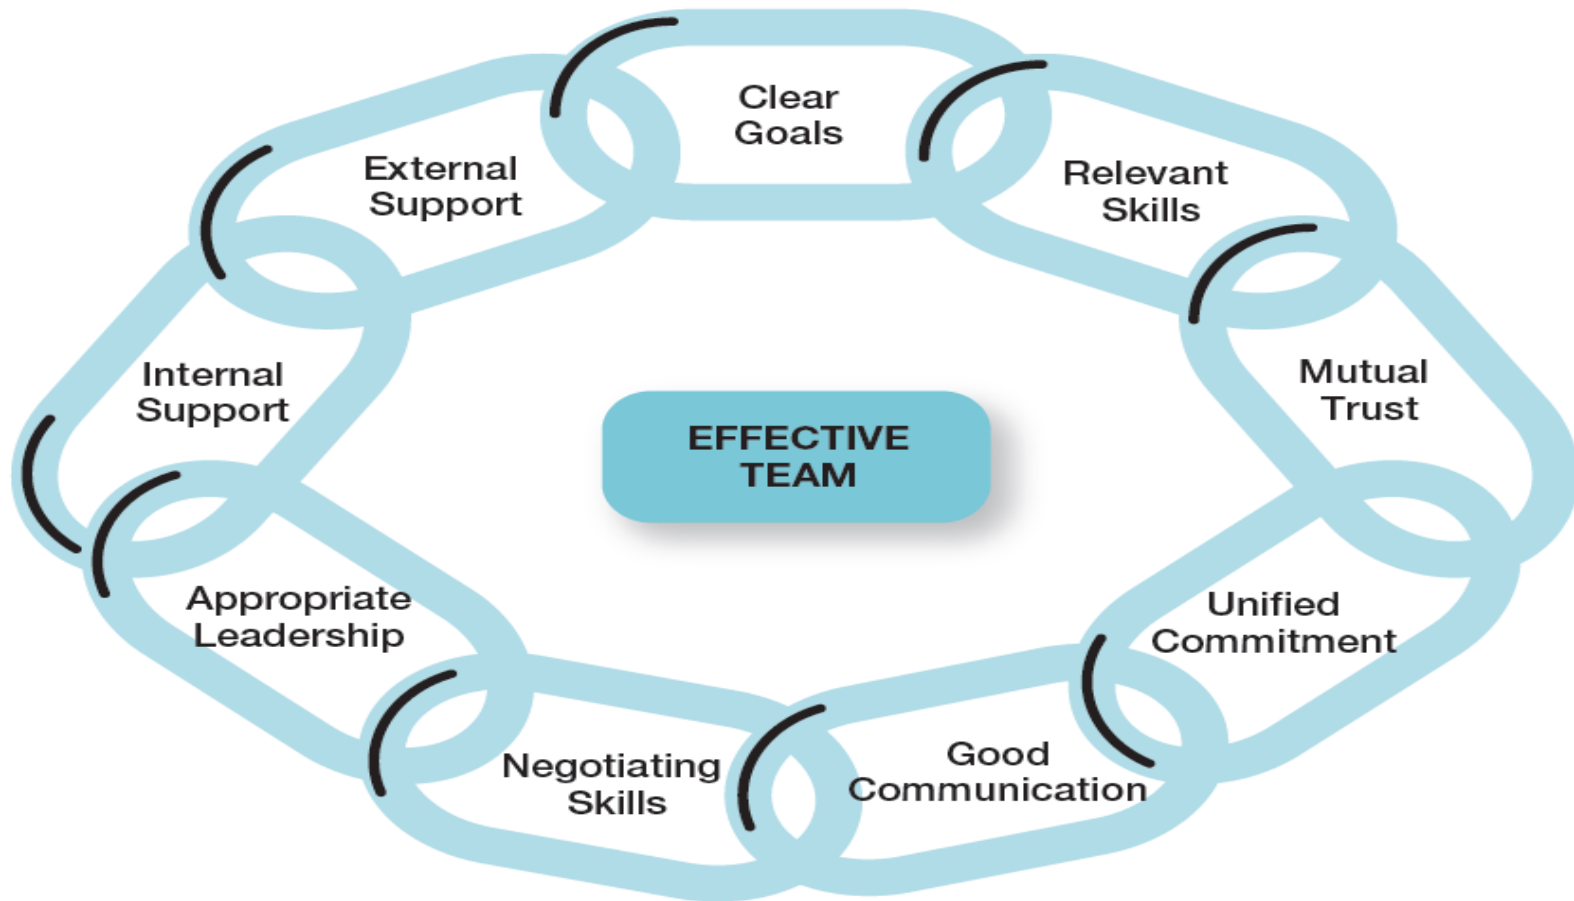 Clear
Goals
External
Support
Relevant
Skills
Internal
Support
Mutual
Trust
EFFECTIVE
TEAM
Appropriate
Leadership
Unified
Commitment
Negotiating
Skills
Good
Communication